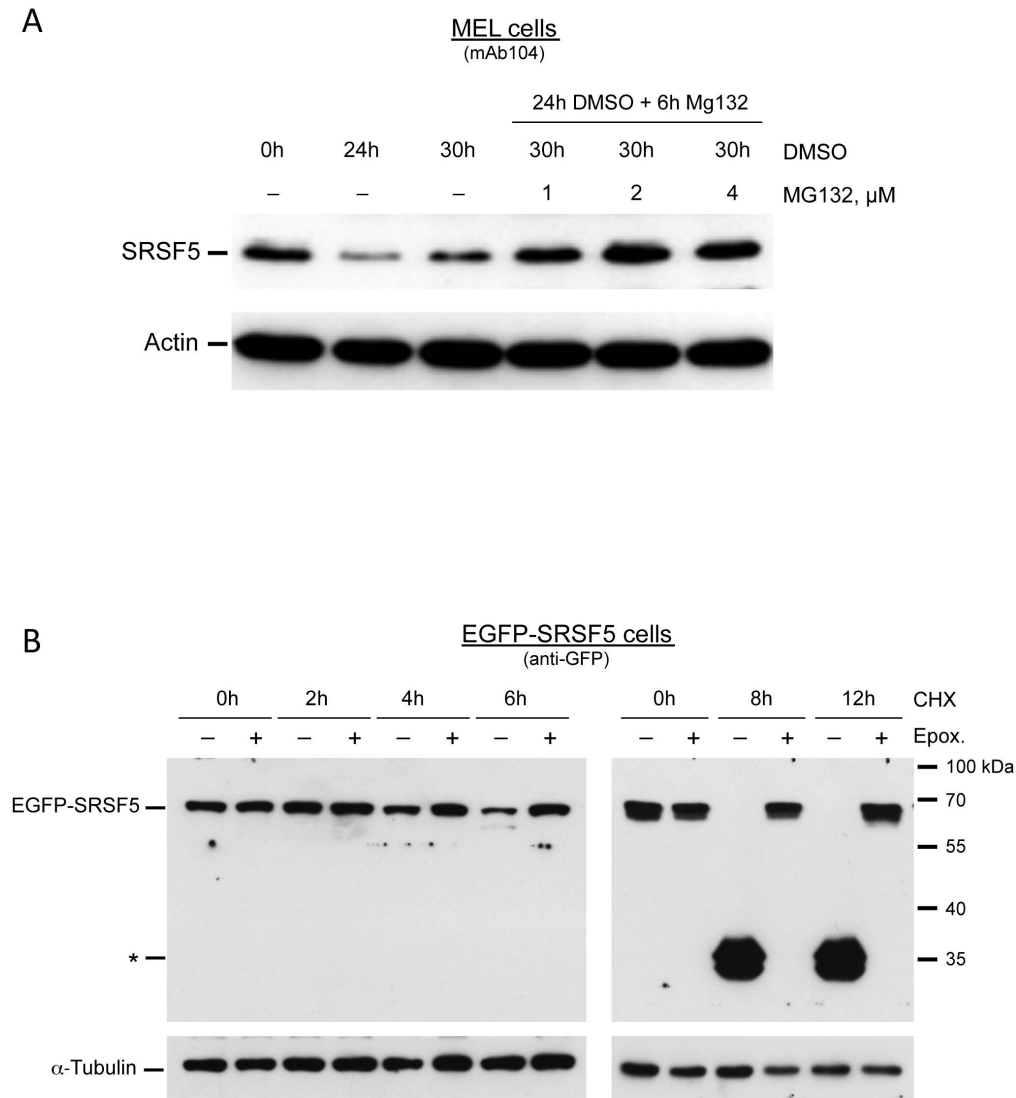 A
MEL cells
(mAb104)
24h DMSO + 6h Mg132
0h 24h 30h 30h 30h 30h DMSO
– – – 1 2 4 MG132, µM
SRSF5
Actin
B
EGFP-SRSF5 cells
(anti-GFP)
0h 2h 4h 6h 0h 8h 12h CHX
– + – + – + – + – + – + – + Epox.
100 kDa
EGFP-SRSF5 70
55
40
* 35
α-Tubulin